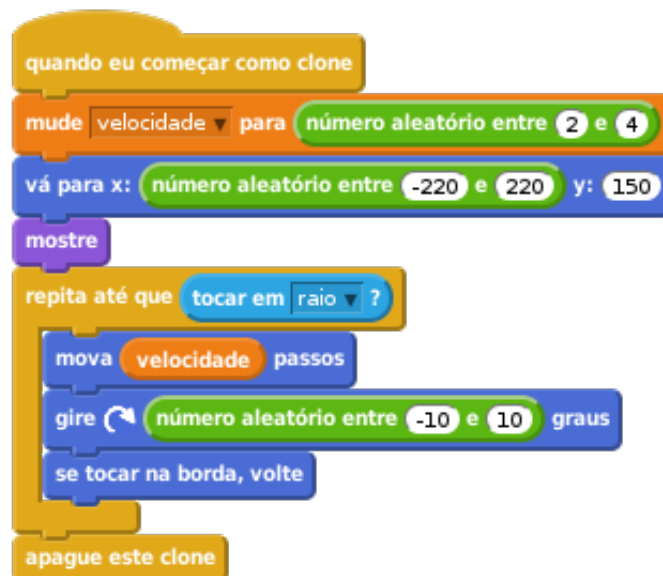 quando eu começar como clone
mude velocidade para número aleatório entre 2 e 4
vá para x: número aleatório entre -220 e 220 y: 150
mostre
repita até que tocar em raio ?
mova velocidade passos
gire número aleatório entre -10 e 10 graus
se tocar na borda, volte
apague este clone